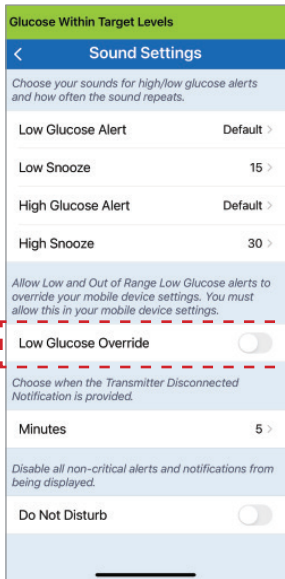 Glucose Within Target Levels
Sound Settings
Choose your sounds for high/low glucose alerts
and how often the sound repeats.
Low Glucose Alert Default
Low Snooze 15
High Glucose Alert Default
High Snooze 30
Allow Low and Out of Range Low Glucose alerts to
override your mobile device settings. You must
allow this in your mobile device settings.
Low Glucose Override
Choose when the Transmitter Disconnected
Notification is provided.
Minutes 5
Disable all non-critical alerts and notifications from
being displayed.
Do Not Disturb